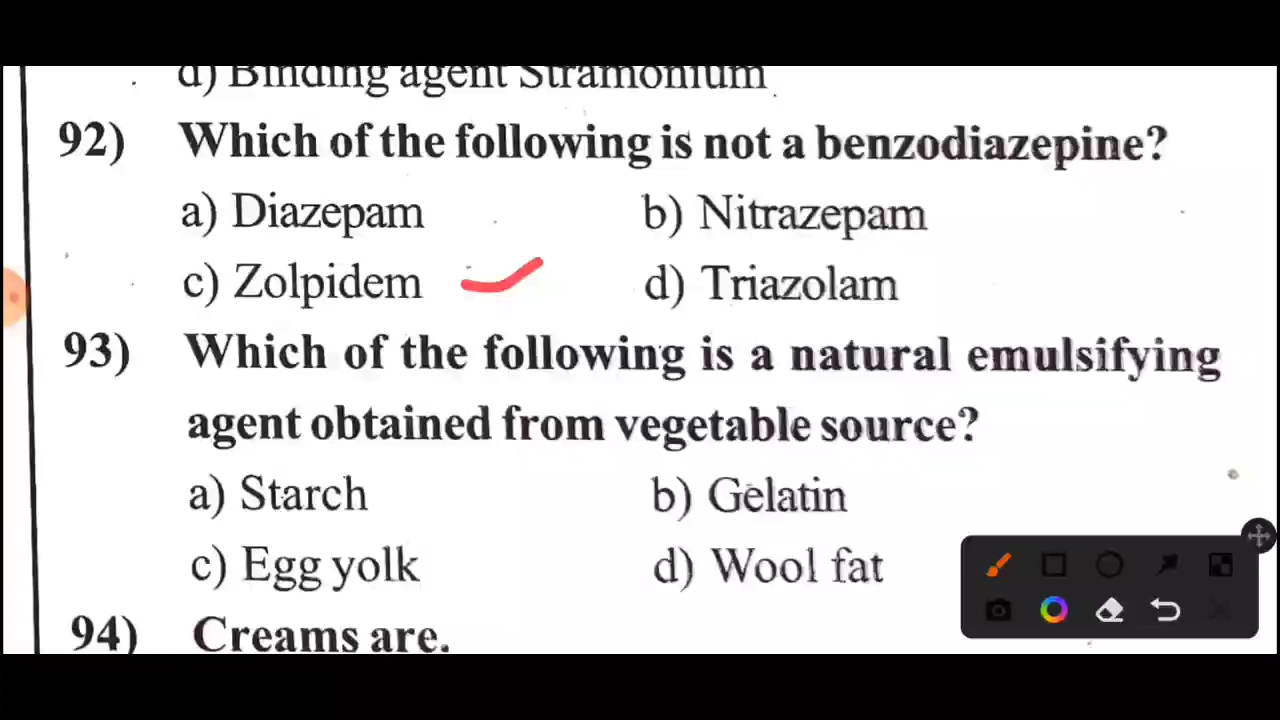 d) Binding agent Stramonium
92) Which of the following is not a benzodiazepine?
a) Diazepam b) Nitrazepam
c) Zolpidem d) Triazolam
93) Which of the following is a natural emulsifying
agent obtained from vegetable source?
a) Starch b) Gelatin
c) Egg yolk d) Wool fat
94) Creams are.